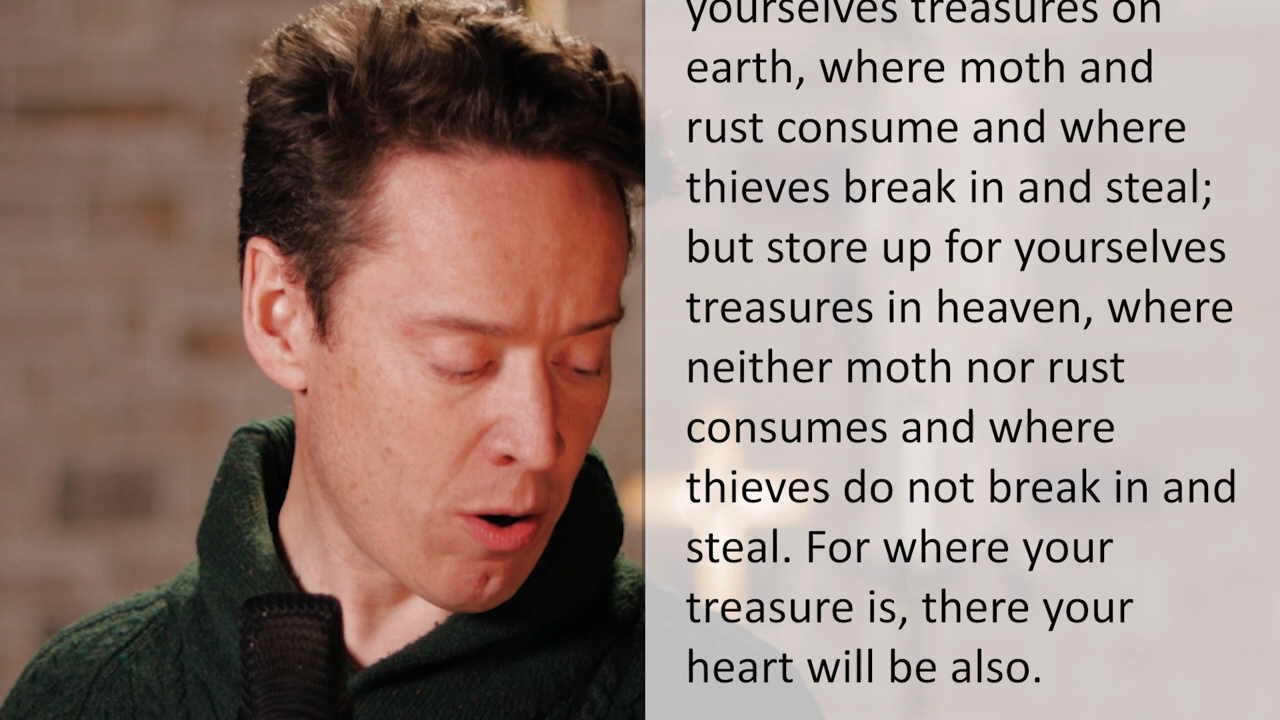 yourselves treasures on
earth, where moth and
rust consume and where
thieves break in and steal;
but store up for yourselves
treasures in heaven, where
neither moth nor rust
consumes and where
thieves do not break in and
steal. For where your
treasure is, there your
heart will be also.